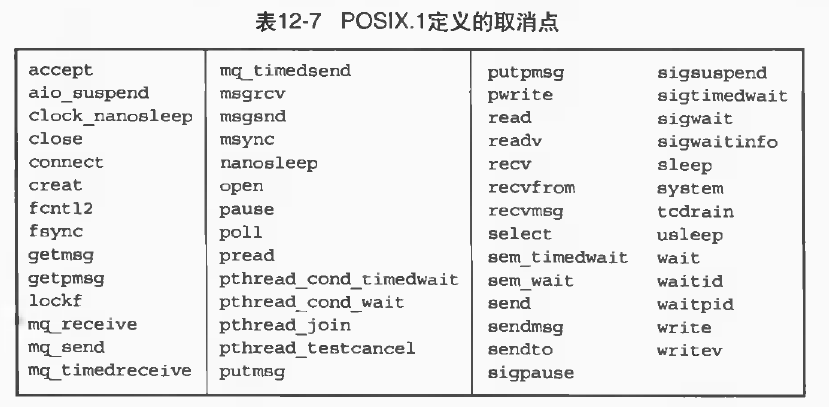 表12-7 POSIX.1定义的取消点
accept
aio_suspend
clock_nanosleep
close
connect
creat
fcntl2
fsync
getmsg
getpmsg
lockf
mq_receive
mq_send
mq_timedreceive
mq_timedsend
msgrcv
msgsnd
msync
nanosleep
open
pause
poll
pread
pthread_cond_timedwait
pthread_cond_wait
pthread_join
pthread_testcancel
putmsg
putpmsg
pwrite
read
readv
recv
recvfrom
recvmsg
select
sem_timedwait
sem_wait
send
sendmsg
sendto
sigpause
sigsuspend
sigtimedwait
sigwait
sigwaitinfo
sleep
system
tcdrain
usleep
wait
waitid
waitpid
write
writev